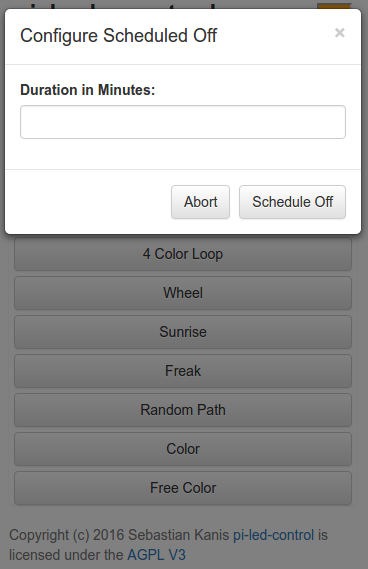 Configure Scheduled Off
×
Duration in Minutes:
Abort
Schedule Off
4 Color Loop
Wheel
Sunrise
Freak
Random Path
Color
Free Color
Copyright (c) 2016 Sebastian Kanis pi-led-control is
licensed under the AGPL V3